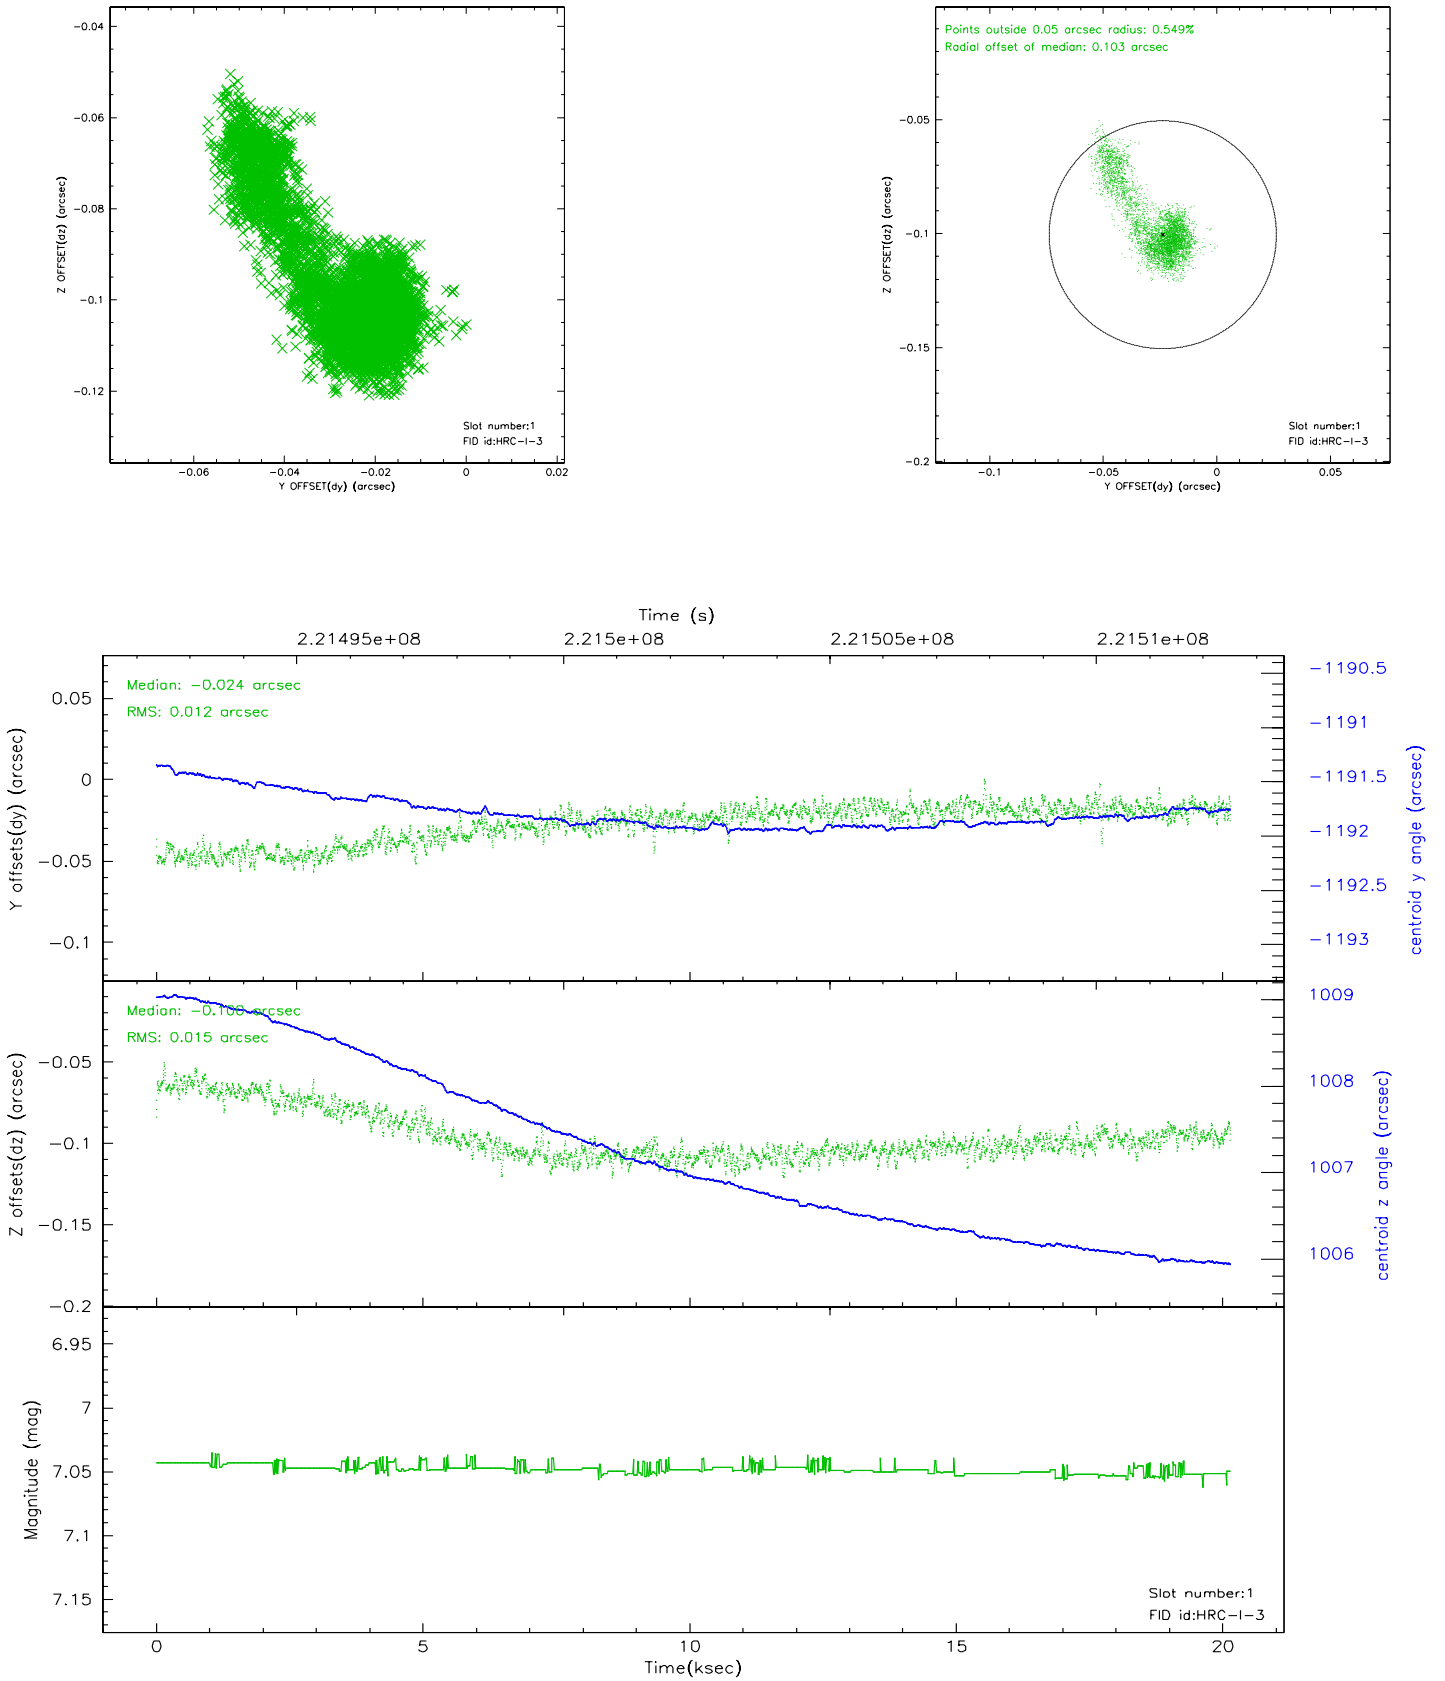 -0.04
-0.06
-0.08
-0.1
-0.12
Z OFFSET(dz) (arcsec)
Slot number:1
FID id:HRC-I-3
-0.06 -0.04 -0.02 0 0.02
Y OFFSET(dy) (arcsec)
Points outside 0.05 arcsec radius: 0.549%
Radial offset of median: 0.103 arcsec
-0.05
-0.1
-0.15
-0.2
Z OFFSET(dz) (arcsec)
Slot number:1
FID id:HRC-I-3
-0.1 -0.05 0 0.05
Y OFFSET(dy) (arcsec)
Time (s)
2.21495e+08 2.215e+08 2.21505e+08 2.2151e+08
Median: -0.024 arcsec
RMS: 0.012 arcsec
0.05
0
-0.05
-0.1
Y offsets(dy) (arcsec)
-1190.5
-1191
-1191.5
-1192
-1192.5
-1193
centroid y angle (arcsec)
Median: -0.100 arcsec
RMS: 0.015 arcsec
-0.05
-0.1
-0.15
-0.2
Z offsets(dz) (arcsec)
1009
1008
1007
1006
centroid z angle (arcsec)
6.95
7
7.05
7.1
7.15
Magnitude (mag)
Slot number:1
FID id:HRC-I-3
0 5 10 15 20
Time(ksec)